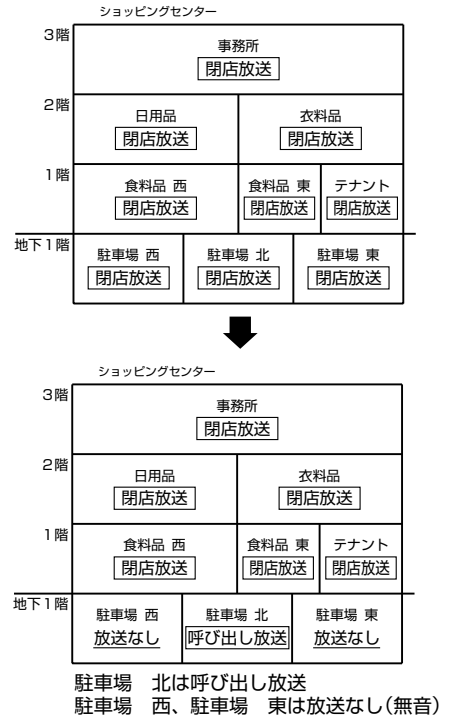 ショッピングセンター
3階
事務所
閉店放送
2階
日用品 衣料品
閉店放送 閉店放送
1階
食料品 西 食料品 東 テナント
閉店放送 閉店放送 閉店放送
地下1階
駐車場 西 駐車場 北 駐車場 東
閉店放送 閉店放送 閉店放送
ショッピングセンター
3階
事務所
閉店放送
2階
日用品 衣料品
閉店放送 閉店放送
1階
食料品 西 食料品 東 テナント
閉店放送 閉店放送 閉店放送
地下1階
駐車場 西 駐車場 北 駐車場 東
放送なし 呼び出し放送 放送なし
駐車場 北は呼び出し放送
駐車場 西、駐車場 東は放送なし(無音)